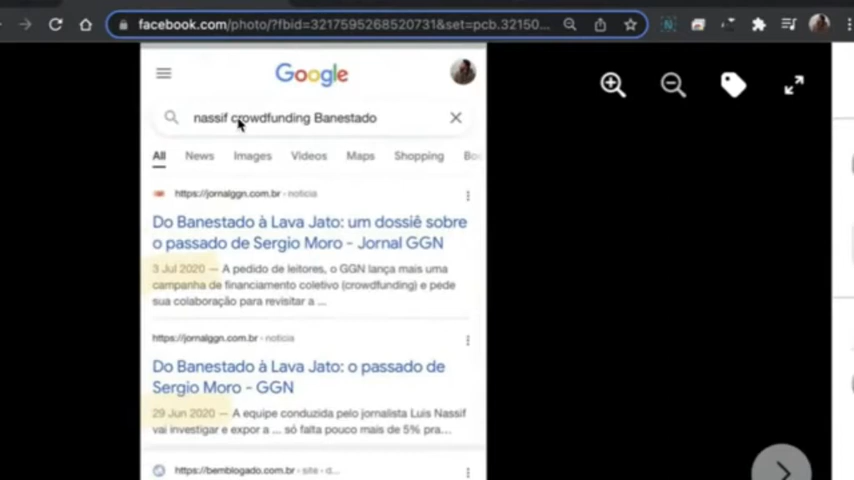 facebook.com/photo/?fbid=3217595268520731&set=pcb.32150...
Google
nassif crowdfunding Banestado
All News Images Videos Maps Shopping Bo
https://jornalggn.com.br › noticia
Do Banestado à Lava Jato: um dossiê sobre
o passado de Sergio Moro - Jornal GGN
3 Jul 2020 — A pedido de leitores, o GGN lança mais uma
campanha de financiamento coletivo (crowdfunding) e pede
sua colaboração para revisitar a ...
https://jornalggn.com.br › noticia
Do Banestado à Lava Jato: o passado de
Sergio Moro - GGN
29 Jun 2020 — A equipe conduzida pelo jornalista Luis Nassif
vai investigar e expor a ... só falta pouco mais de 5% pra...
https://bemblogado.com.br › site › d...